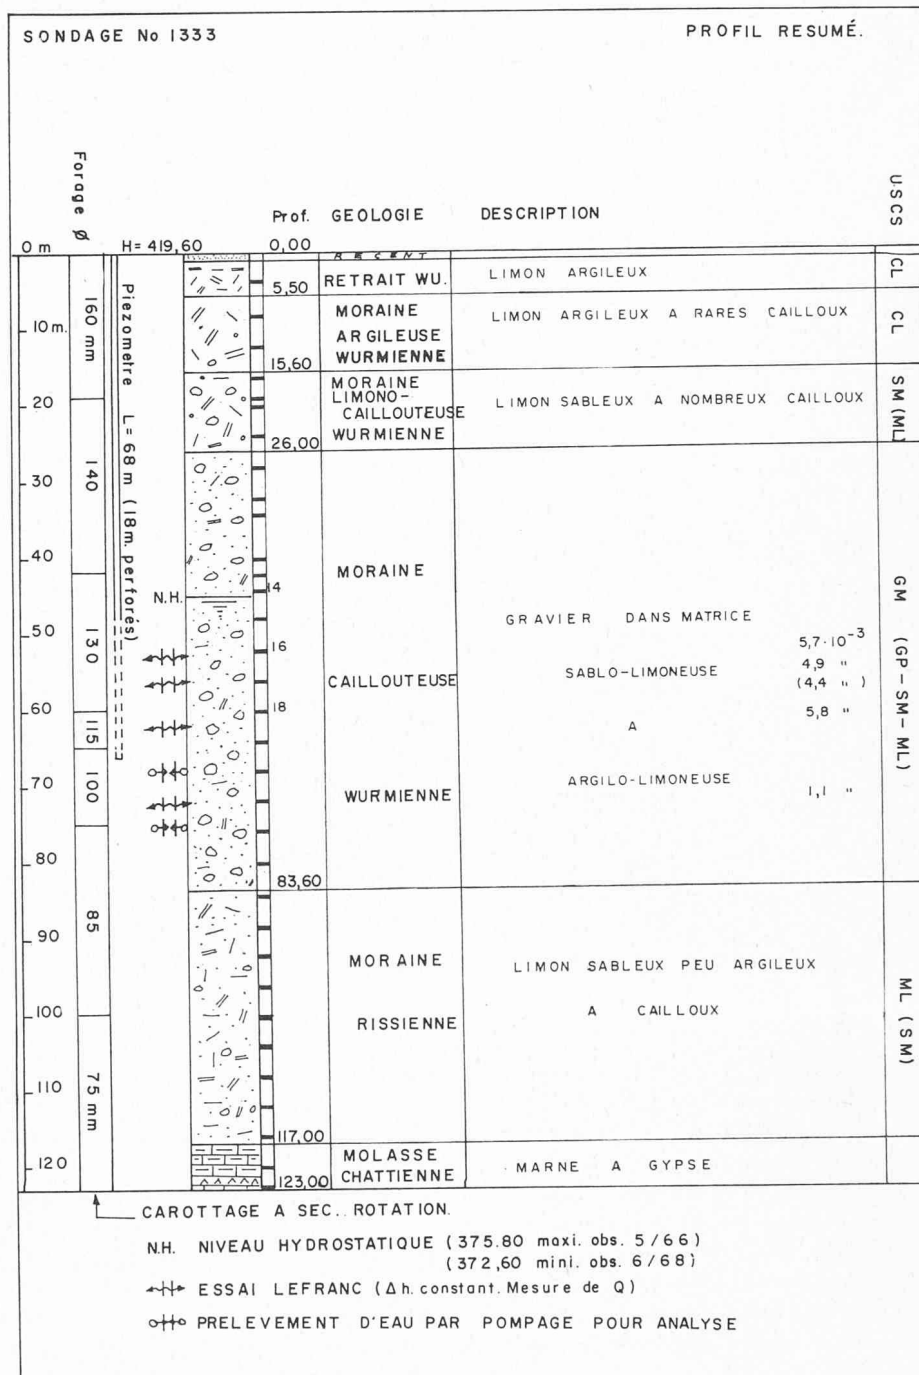 SONDAGE No 1333
PROFIL RESUMÉ.
Forage Ø
Prof. GEOLOGIE DESCRIPTION
USCS
0 m H= 419,60 0,00
RECENT
RETRAIT WU. LIMON ARGILEUX CL
5,50
160 mm
Piezometre L = 68 m (18 m. perforés)
10 m.
MORAINE
ARGILEUSE
WURMIENNE
LIMON ARGILEUX A RARES CAILLOUX CL
15,60
MORAINE
LIMONO-
CAILLOUTEUSE
WURMIENNE
LIMON SABLEUX A NOMBREUX CAILLOUX SM (ML)
20
26,00
140
30
40
MORAINE
14
N.H.
GRAVIER DANS MATRICE
GM (GP-SM-ML)
50
130
16
5,7·10-3
CAILLOUTEUSE SABLO-LIMONEUSE 4,9 "
(4,4 ")
18
60
5,8 "
A
115
70
100
ARGILO-LIMONEUSE
WURMIENNE 1,1 "
80
83,60
85
90
MORAINE LIMON SABLEUX PEU ARGILEUX
100
A CAILLOUX
RISSIENNE
ML (SM)
75 mm
110
117,00
MOLASSE
CHATTIENNE
MARNE A GYPSE
120
123,00
CAROTTAGE A SEC. ROTATION.
N.H. NIVEAU HYDROSTATIQUE (375.80 maxi. obs. 5/66)
(372,60 mini. obs. 6/68)
ESSAI LEFRANC (Δh. constant. Mesure de Q)
PRELEVEMENT D'EAU PAR POMPAGE POUR ANALYSE